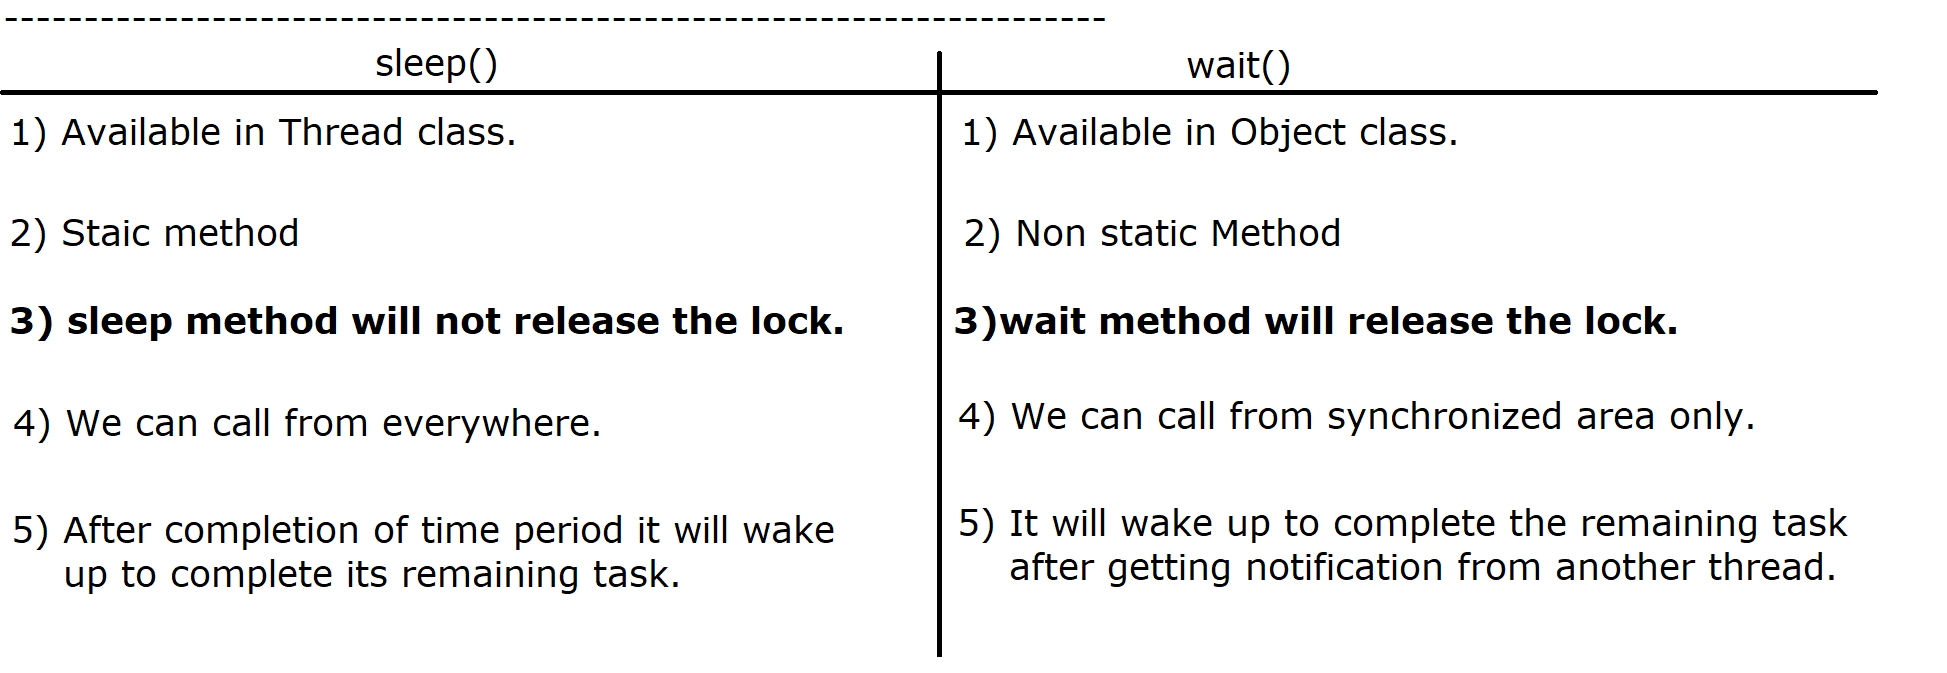 ----------------------------------------------------------------------
sleep()
wait()
1) Available in Thread class.
2) Staic method
3) sleep method will not release the lock.
4) We can call from everywhere.
5) After completion of time period it will wake
up to complete its remaining task.
1) Available in Object class.
2) Non static Method
3)wait method will release the lock.
4) We can call from synchronized area only.
5) It will wake up to complete the remaining task
after getting notification from another thread.